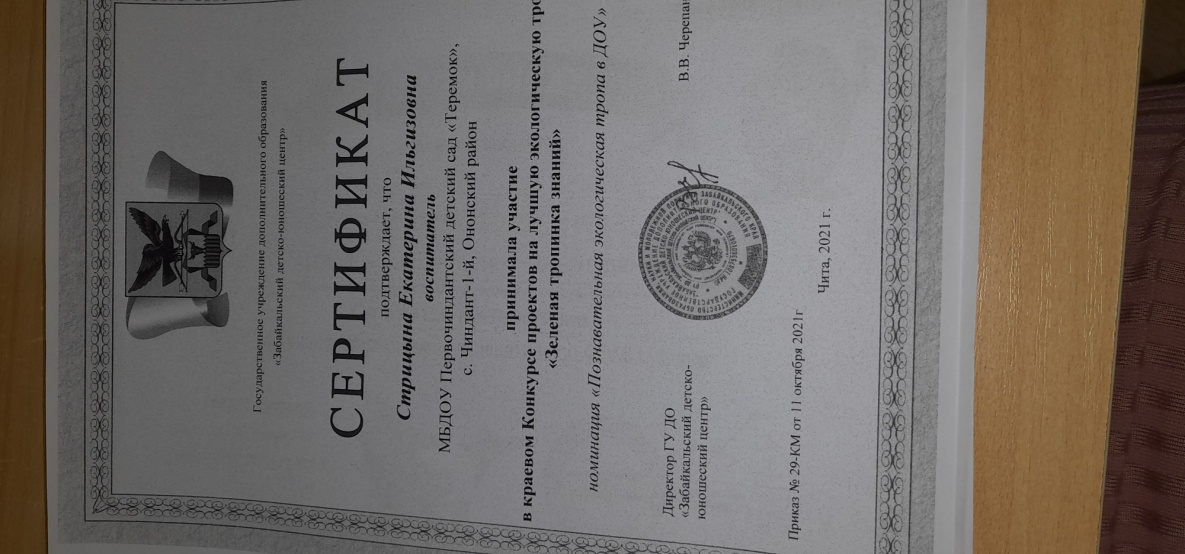 Государственное учреждение дополнительного образования
«Забайкальский детско-юношеский центр»
СЕРТИФИКАТ
подтверждает, что
Стрицына Екатерина Ильгизовна
воспитатель
МБДОУ Первочиндантский детский сад «Теремок»,
с. Чиндант-1-й, Ононский район
принимала участие
в краевом Конкурсе проектов на лучшую экологическую тро
«Зеленая тропинка знаний»
номинация «Познавательная экологическая тропа в ДОУ»
Директор ГУ ДО
«Забайкальский детско-
юношеский центр»
В.В. Черепан
Приказ № 29-КМ от 11 октября 2021г
Чита, 2021 г.